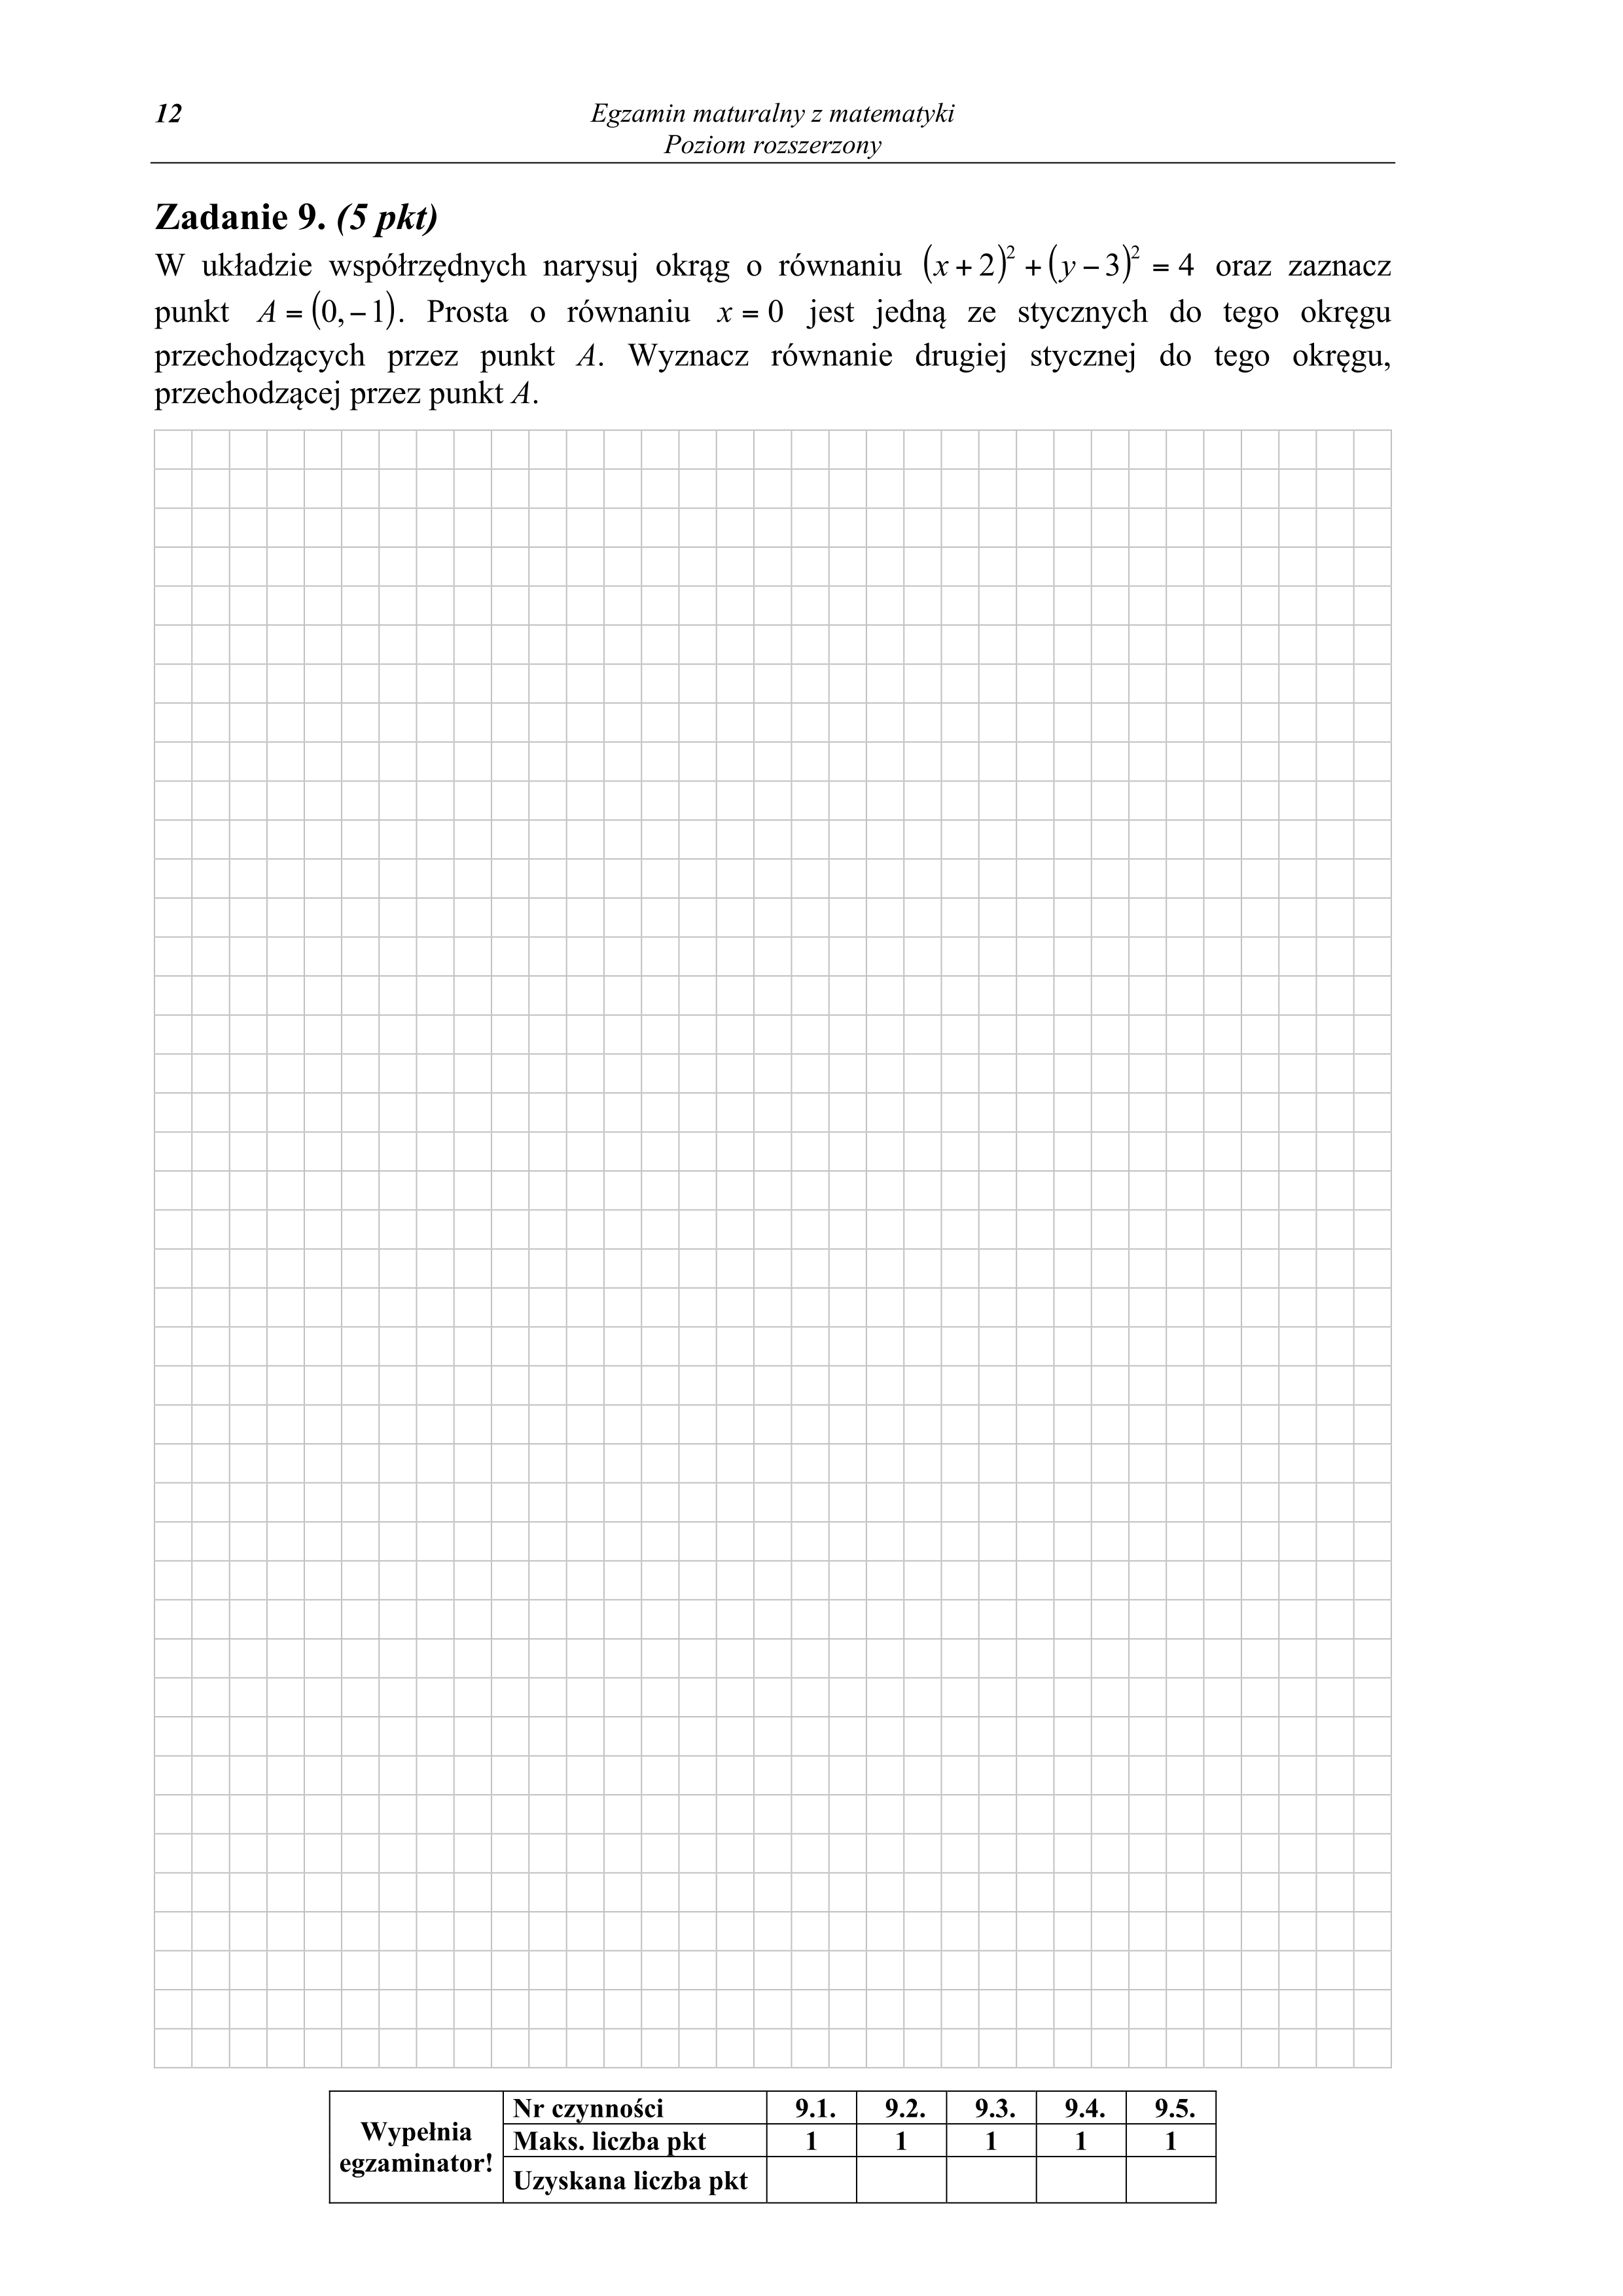 12
Egzamin maturalny z matematyki
Poziom rozszerzony
Zadanie 9. (5 pkt)
W układzie współrzędnych narysuj okrąg o równaniu (x + 2)² + (y − 3)² = 4 oraz zaznacz
punkt A = (0, − 1). Prosta o równaniu x = 0 jest jedną ze stycznych do tego okręgu
przechodzących przez punkt A. Wyznacz równanie drugiej stycznej do tego okręgu,
przechodzącej przez punkt A.
Wypełnia
egzaminator!
Nr czynności 9.1. 9.2. 9.3. 9.4. 9.5.
Maks. liczba pkt 1 1 1 1 1
Uzyskana liczba pkt